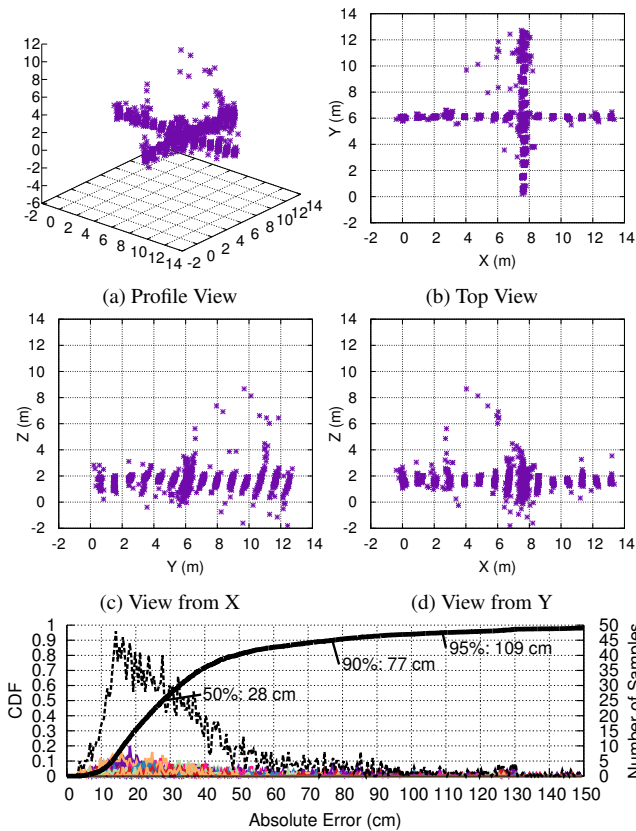 12
10
8
6
4
2
0
-2
-4
-6
-2 0 2 4 6 8 10 12 14
-2 0 2 4 6 8 10 12 14
(a) Profile View
14
12
10
8
6
4
2
0
-2
Y (m)
-2 0 2 4 6 8 10 12 14
X (m)
(b) Top View
14
12
10
8
6
4
2
0
-2
Z (m)
-2 0 2 4 6 8 10 12 14
Y (m)
(c) View from X
14
12
10
8
6
4
2
0
-2
Z (m)
-2 0 2 4 6 8 10 12 14
X (m)
(d) View from Y
1
0.9
0.8
0.7
0.6
0.5
0.4
0.3
0.2
0.1
0
CDF
50%: 28 cm
90%: 77 cm
95%: 109 cm
50
45
40
35
30
25
20
15
10
5
0
Number of Samples
0 10 20 30 40 50 60 70 80 90 100 110 120 130 140 150
Absolute Error (cm)